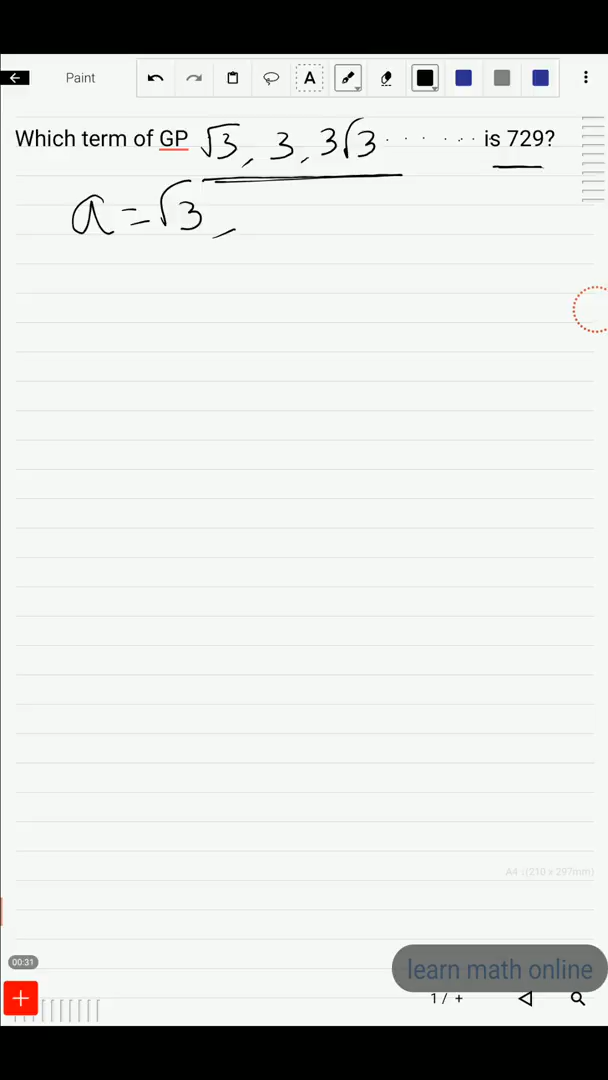 Paint
A
Which term of GP √3, 3, 3√3 ········ is 729?
a = √3,
A4 (210 x 297mm)
00:31
learn math online
1 / +